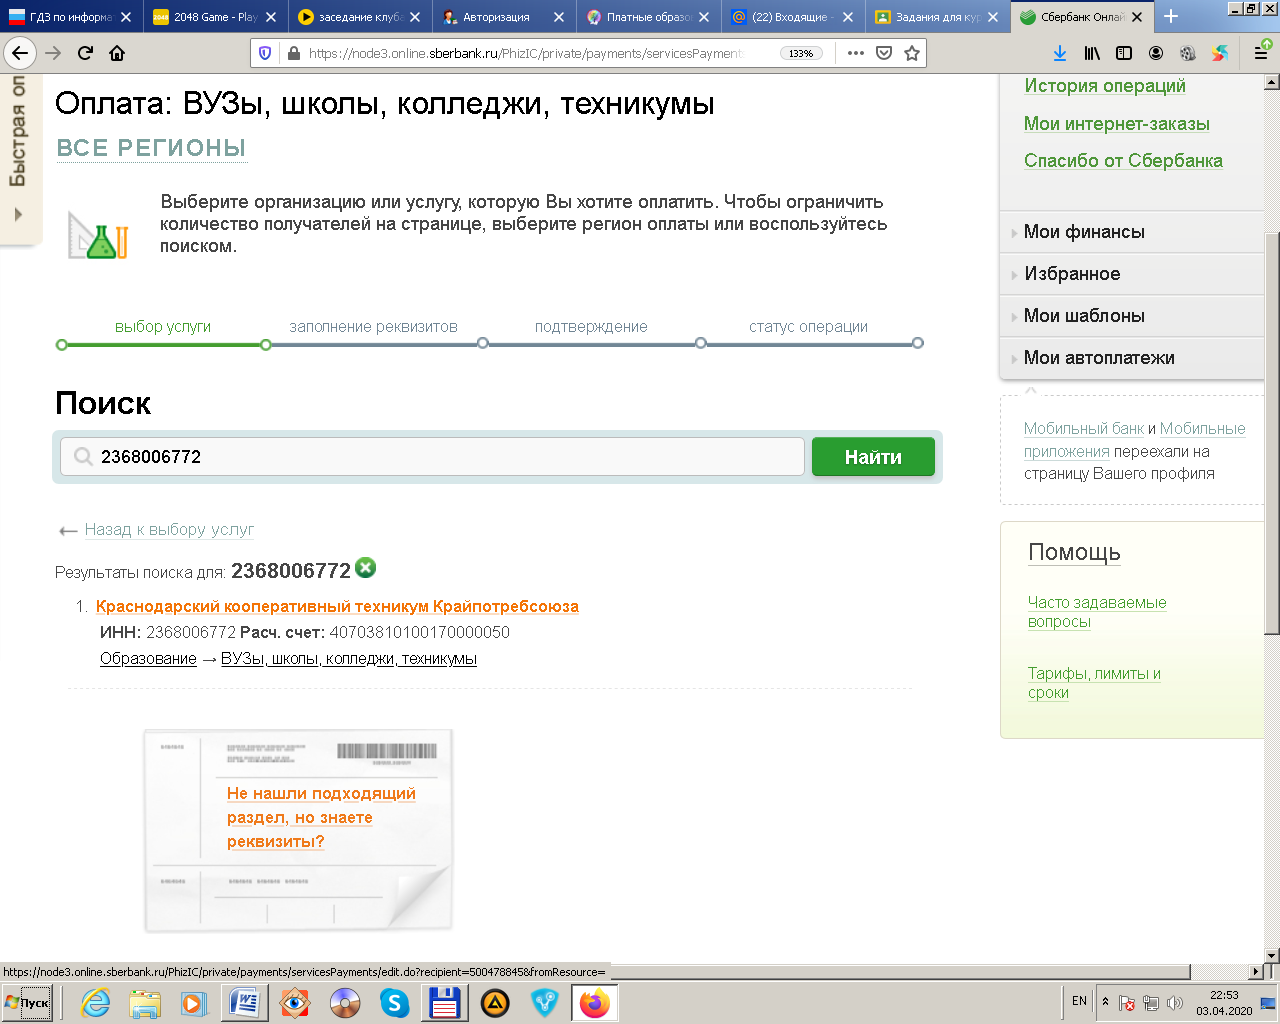 ГДЗ по информат
2048 Game - Play
заседание клуба
Авторизация
Платные образов
(22) Входящие -
Задания для кур
Сбербанк Онлай
https://node3.online.sberbank.ru/PhizIC/private/payments/servicesPayment
133%
Быстрая оп
Оплата: ВУЗы, школы, колледжи, техникумы
ВСЕ РЕГИОНЫ
Выберите организацию или услугу, которую Вы хотите оплатить. Чтобы ограничить
количество получателей на странице, выберите регион оплаты или воспользуйтесь
поиском.
выбор услуги
заполнение реквизитов
подтверждение
статус операции
Поиск
2368006772
Найти
← Назад к выбору услуг
Результаты поиска для: 2368006772
1. Краснодарский кооперативный техникум Крайпотребсоюза
ИНН: 2368006772 Расч. счет: 40703810100170000050
Образование → ВУЗы, школы, колледжи, техникумы
Не нашли подходящий
раздел, но знаете
реквизиты?
История операций
Мои интернет-заказы
Спасибо от Сбербанка
Мои финансы
Избранное
Мои шаблоны
Мои автоплатежи
Мобильный банк и Мобильные
приложения переехали на
страницу Вашего профиля
Помощь
Часто задаваемые
вопросы
Тарифы, лимиты и
сроки
https://node3.online.sberbank.ru/PhizIC/private/payments/servicesPayments/edit.do?recipient=500478845&fromResource=
Пуск
EN
22:53
03.04.2020